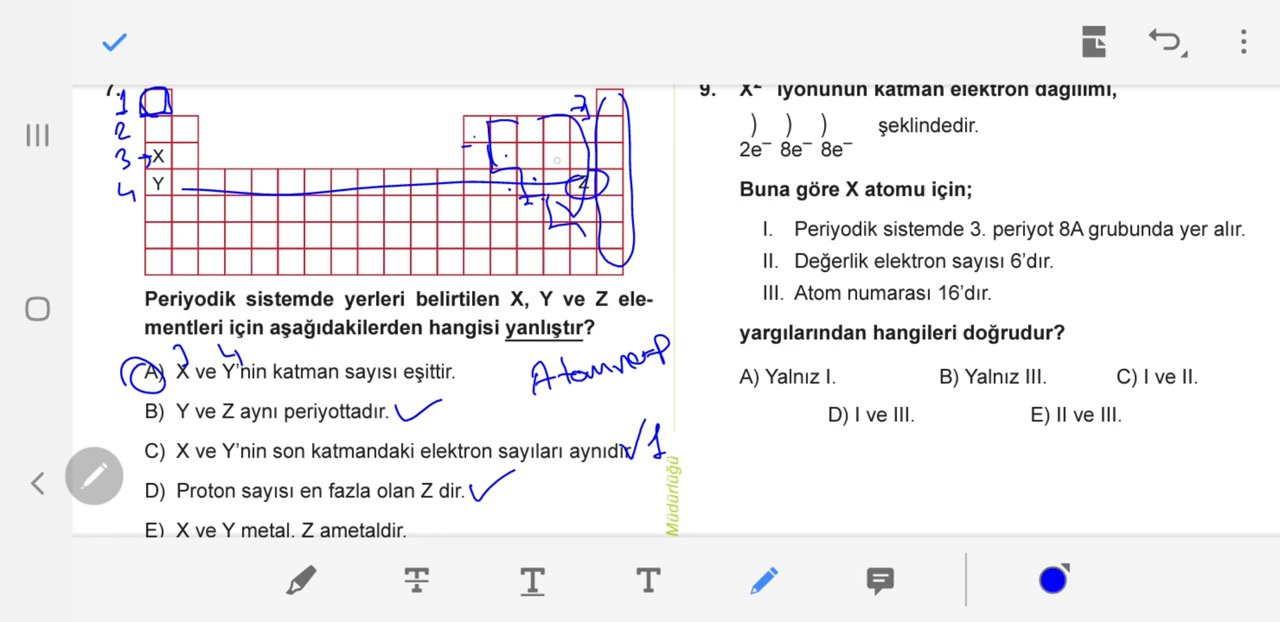 7.
1
2
3 → X
4 Y Z
Periyodik sistemde yerleri belirtilen X, Y ve Z ele-
mentleri için aşağıdakilerden hangisi yanlıştır?
3 4
A) X ve Y'nin katman sayısı eşittir.
B) Y ve Z aynı periyottadır.
C) X ve Y'nin son katmandaki elektron sayıları aynıdır 1
D) Proton sayısı en fazla olan Z dir.
E) X ve Y metal, Z ametaldir.
Müdürlüğü
9. X²⁻ iyonunun katman elektron dağılımı,
) ) ) şeklindedir.
2e⁻ 8e⁻ 8e⁻
Buna göre X atomu için;
I. Periyodik sistemde 3. periyot 8A grubunda yer alır.
II. Değerlik elektron sayısı 6'dır.
III. Atom numarası 16'dır.
yargılarından hangileri doğrudur?
A) Yalnız I. B) Yalnız III. C) I ve II.
D) I ve III. E) II ve III.
T T T